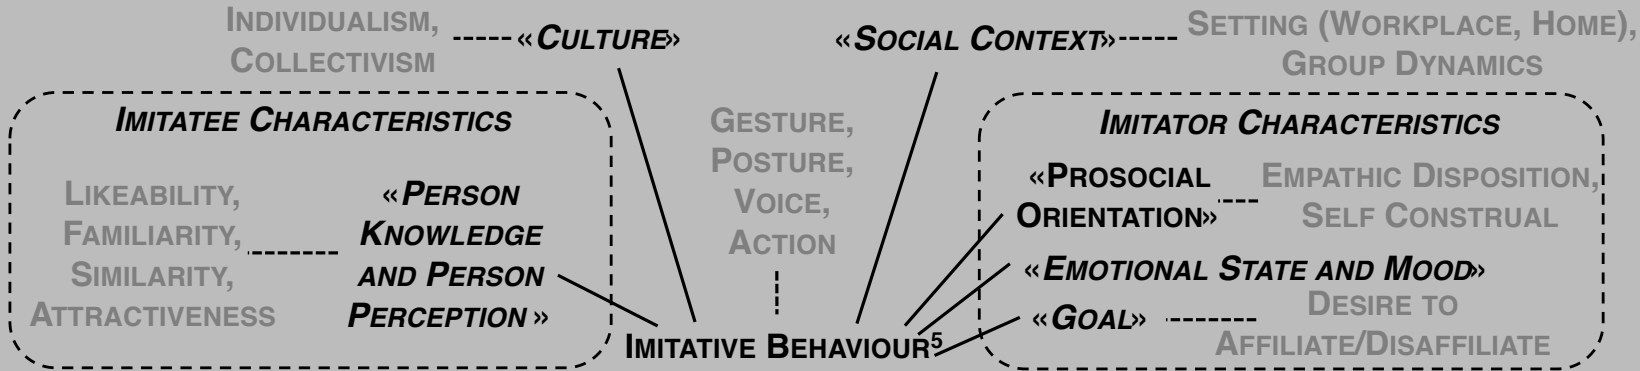 INDIVIDUALISM,
COLLECTIVISM
«CULTURE»
«SOCIAL CONTEXT»
SETTING (WORKPLACE, HOME),
GROUP DYNAMICS
IMITATEE CHARACTERISTICS
LIKEABILITY,
FAMILIARITY,
SIMILARITY,
ATTRACTIVENESS
«PERSON
KNOWLEDGE
AND PERSON
PERCEPTION »
GESTURE,
POSTURE,
VOICE,
ACTION
IMITATIVE BEHAVIOUR⁵
IMITATOR CHARACTERISTICS
«PROSOCIAL
ORIENTATION»
EMPATHIC DISPOSITION,
SELF CONSTRUAL
«EMOTIONAL STATE AND MOOD»
«GOAL»
DESIRE TO
AFFILIATE/DISAFFILIATE